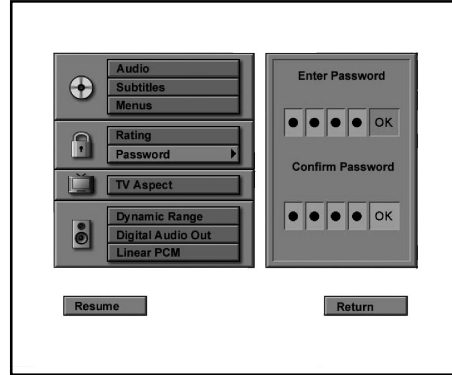 Audio
Subtitles
Menus
Rating
Password
TV Aspect
Dynamic Range
Digital Audio Out
Linear PCM
Enter Password
OK
Confirm Password
OK
Resume
Return